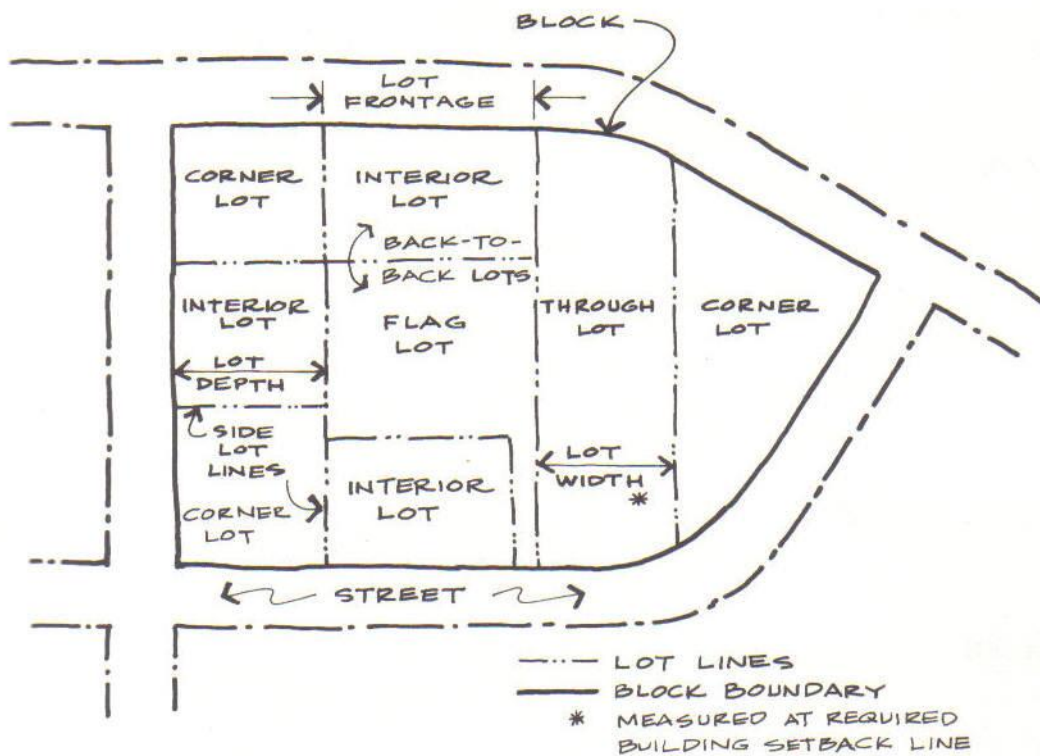 BLOCK
LOT
FRONTAGE
CORNER
LOT
INTERIOR
LOT
BACK-TO-
BACK LOTS
INTERIOR
LOT
FLAG
LOT
THROUGH
LOT
CORNER
LOT
LOT
DEPTH
SIDE
LOT
LINES
CORNER
LOT
INTERIOR
LOT
LOT
WIDTH
*
STREET
LOT LINES
BLOCK BOUNDARY
* MEASURED AT REQUIRED
BUILDING SETBACK LINE